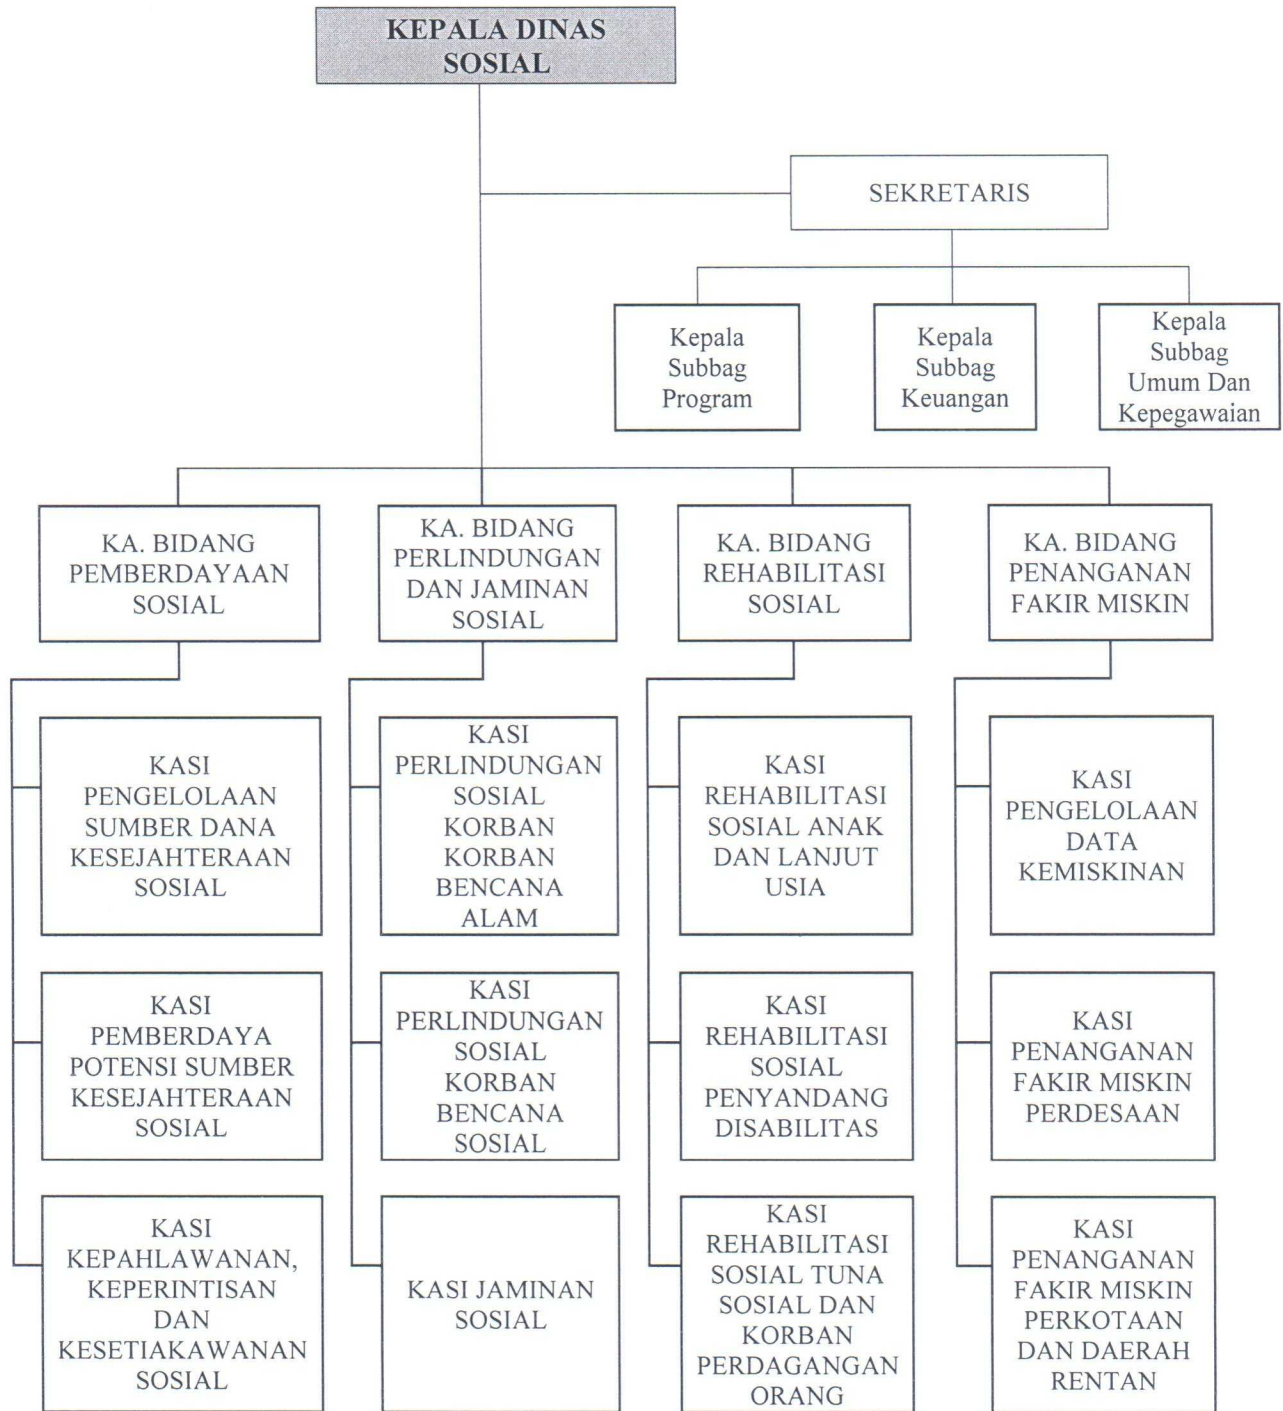 KEPALA DINAS
SOSIAL
SEKRETARIS
Kepala
Subbag
Program
Kepala
Subbag
Keuangan
Kepala
Subbag
Umum Dan
Kepegawaian
KA. BIDANG
PEMBERDAYAAN
SOSIAL
KA. BIDANG
PERLINDUNGAN
DAN JAMINAN
SOSIAL
KA. BIDANG
REHABILITASI
SOSIAL
KA. BIDANG
PENANGANAN
FAKIR MISKIN
KASI
PENGELOLAAN
SUMBER DANA
KESEJAHTERAAN
SOSIAL
KASI
PERLINDUNGAN
SOSIAL
KORBAN
KORBAN
BENCANA
ALAM
KASI
REHABILITASI
SOSIAL ANAK
DAN LANJUT
USIA
KASI
PENGELOLAAN
DATA
KEMISKINAN
KASI
PEMBERDAYA
POTENSI SUMBER
KESEJAHTERAAN
SOSIAL
KASI
PERLINDUNGAN
SOSIAL
KORBAN
BENCANA
SOSIAL
KASI
REHABILITASI
SOSIAL
PENYANDANG
DISABILITAS
KASI
PENANGANAN
FAKIR MISKIN
PERDESAAN
KASI
KEPAHLAWANAN,
KEPERINTISAN
DAN
KESETIAKAWANAN
SOSIAL
KASI JAMINAN
SOSIAL
KASI
REHABILITASI
SOSIAL TUNA
SOSIAL DAN
KORBAN
PERDAGANGAN
ORANG
KASI
PENANGANAN
FAKIR MISKIN
PERKOTAAN
DAN DAERAH
RENTAN